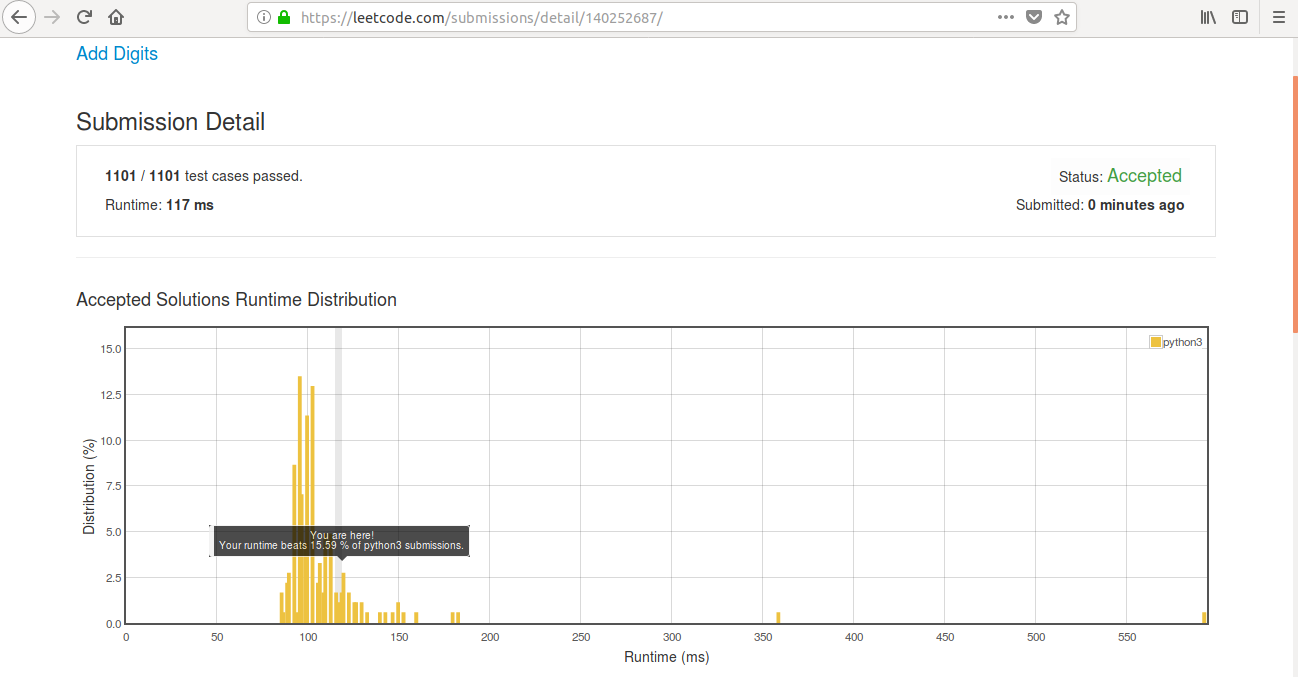 https://leetcode.com/submissions/detail/140252687/
Add Digits
Submission Detail
1101 / 1101 test cases passed.
Status: Accepted
Runtime: 117 ms
Submitted: 0 minutes ago
Accepted Solutions Runtime Distribution
python3
15.0
12.5
10.0
7.5
5.0
2.5
0.0
Distribution (%)
You are here!
Your runtime beats 15.59 % of python3 submissions.
0 50 100 150 200 250 300 350 400 450 500 550
Runtime (ms)